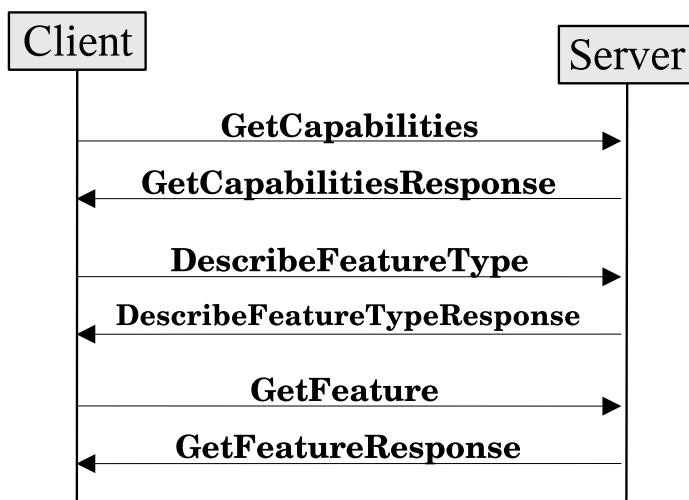 Client
Server
GetCapabilities
GetCapabilitiesResponse
DescribeFeatureType
DescribeFeatureTypeResponse
GetFeature
GetFeatureResponse